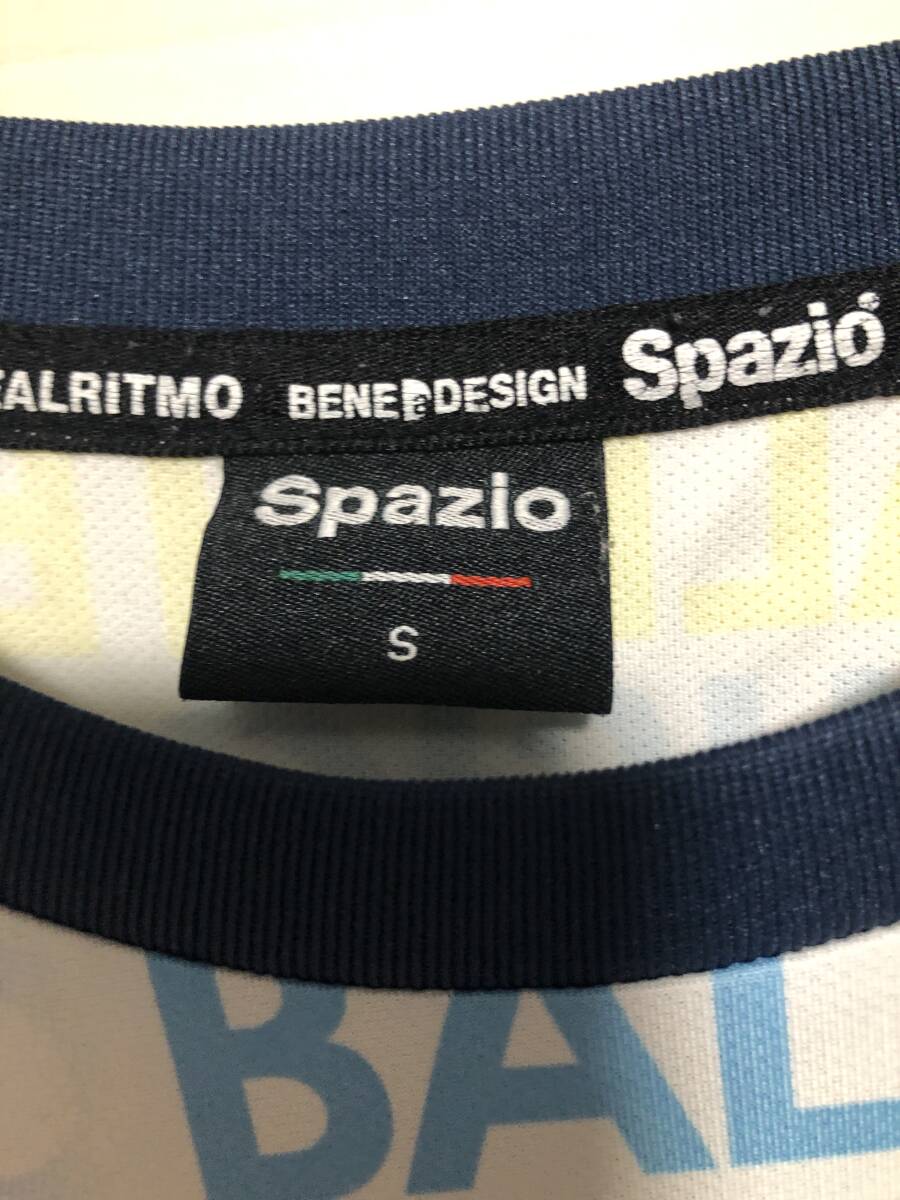 EALRiTMO BENE DESIGN Spazio
Spazio
S
BAL